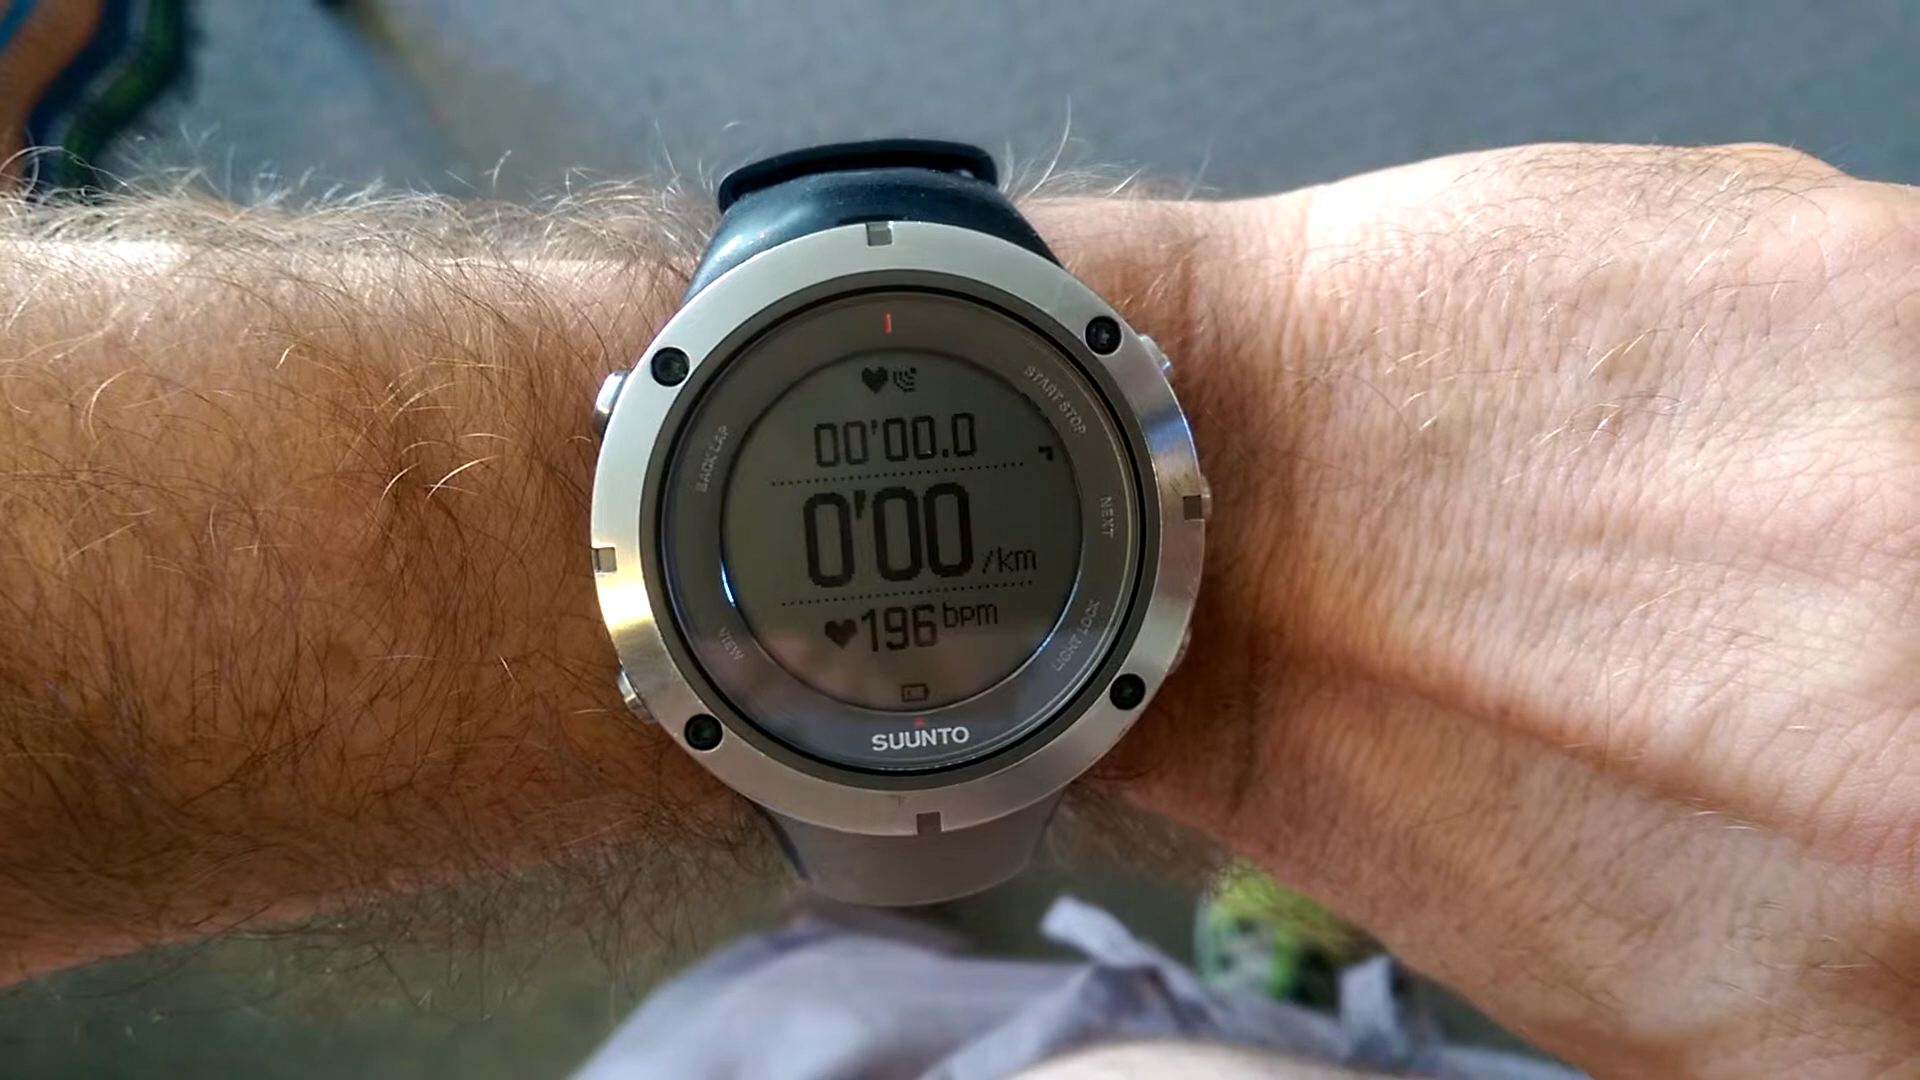 START STOP
BACK LAP
00'00.0
0'00 /km
NEXT
196 bpm
VIEW
LIGHT LOCK
SUUNTO